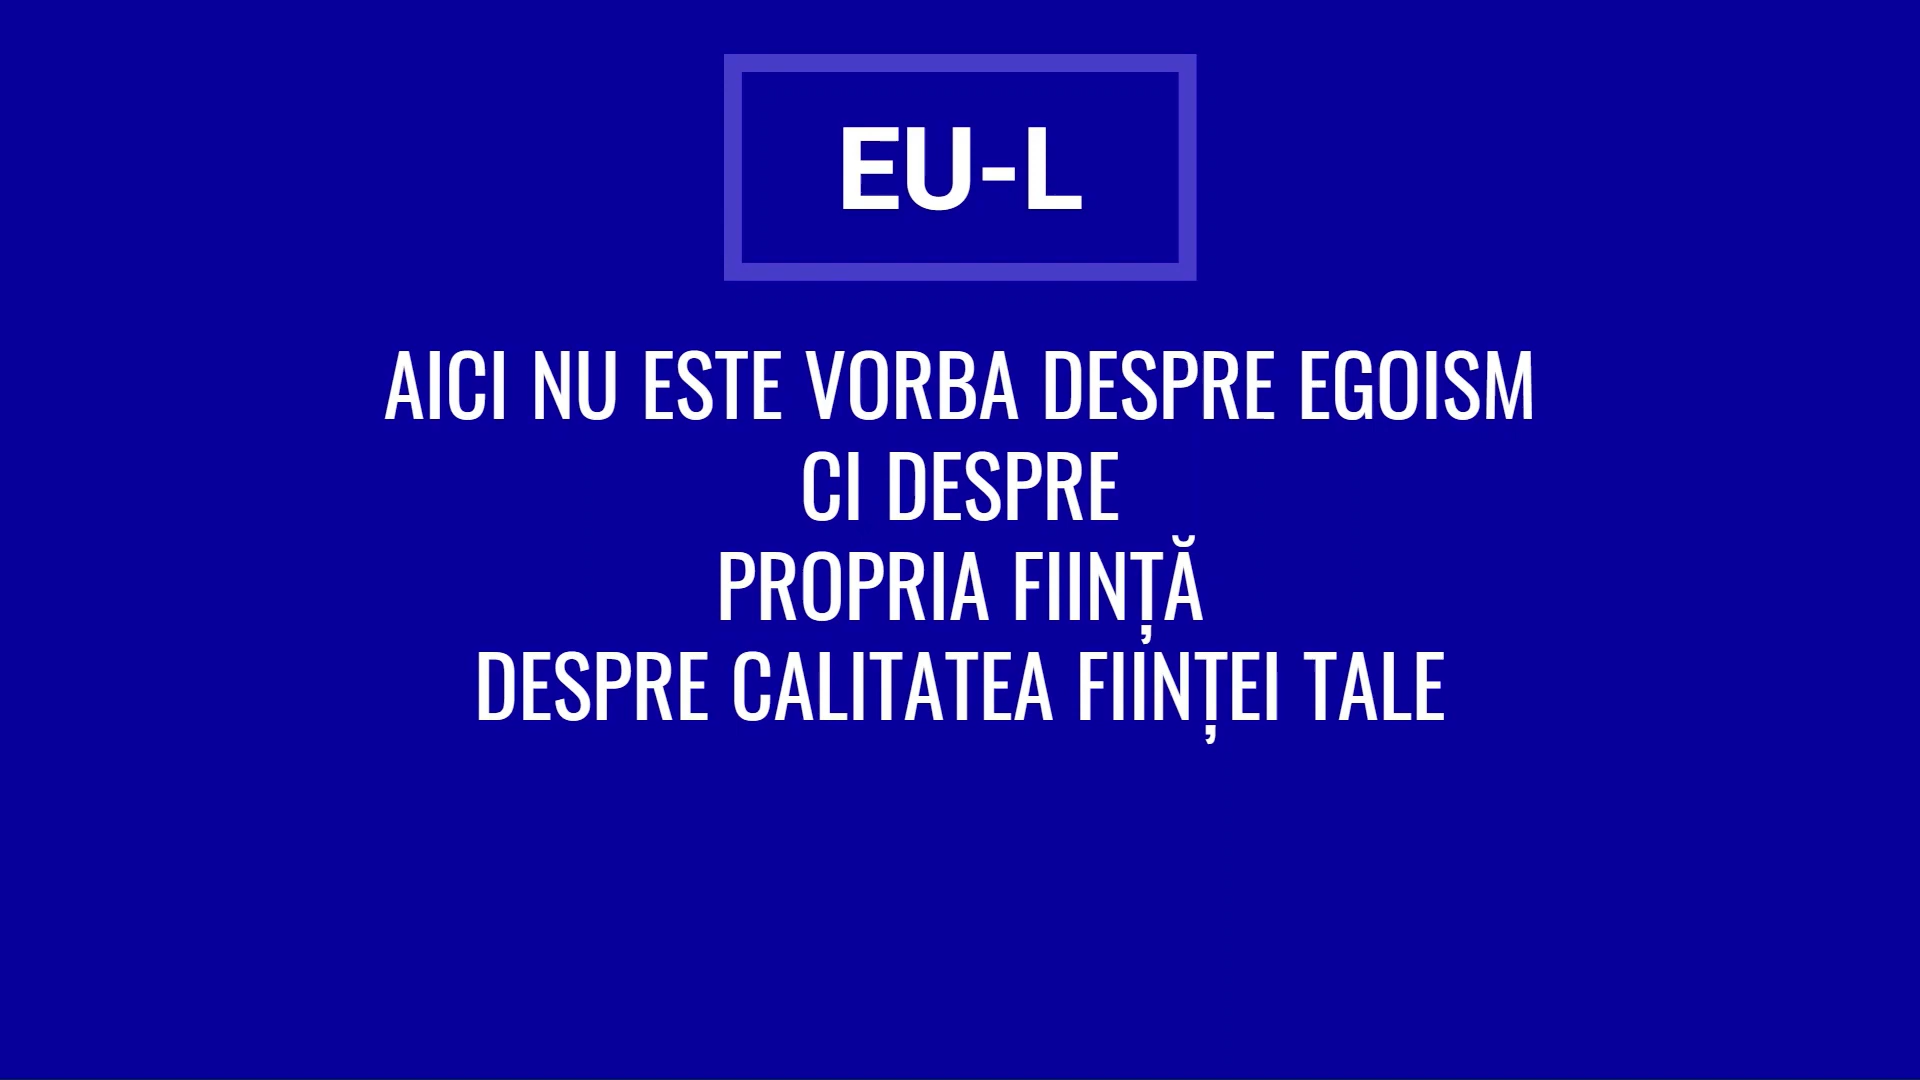 EU-L
AICI NU ESTE VORBA DESPRE EGOISM
CI DESPRE
PROPRIA FIINȚĂ
DESPRE CALITATEA FIINȚEI TALE